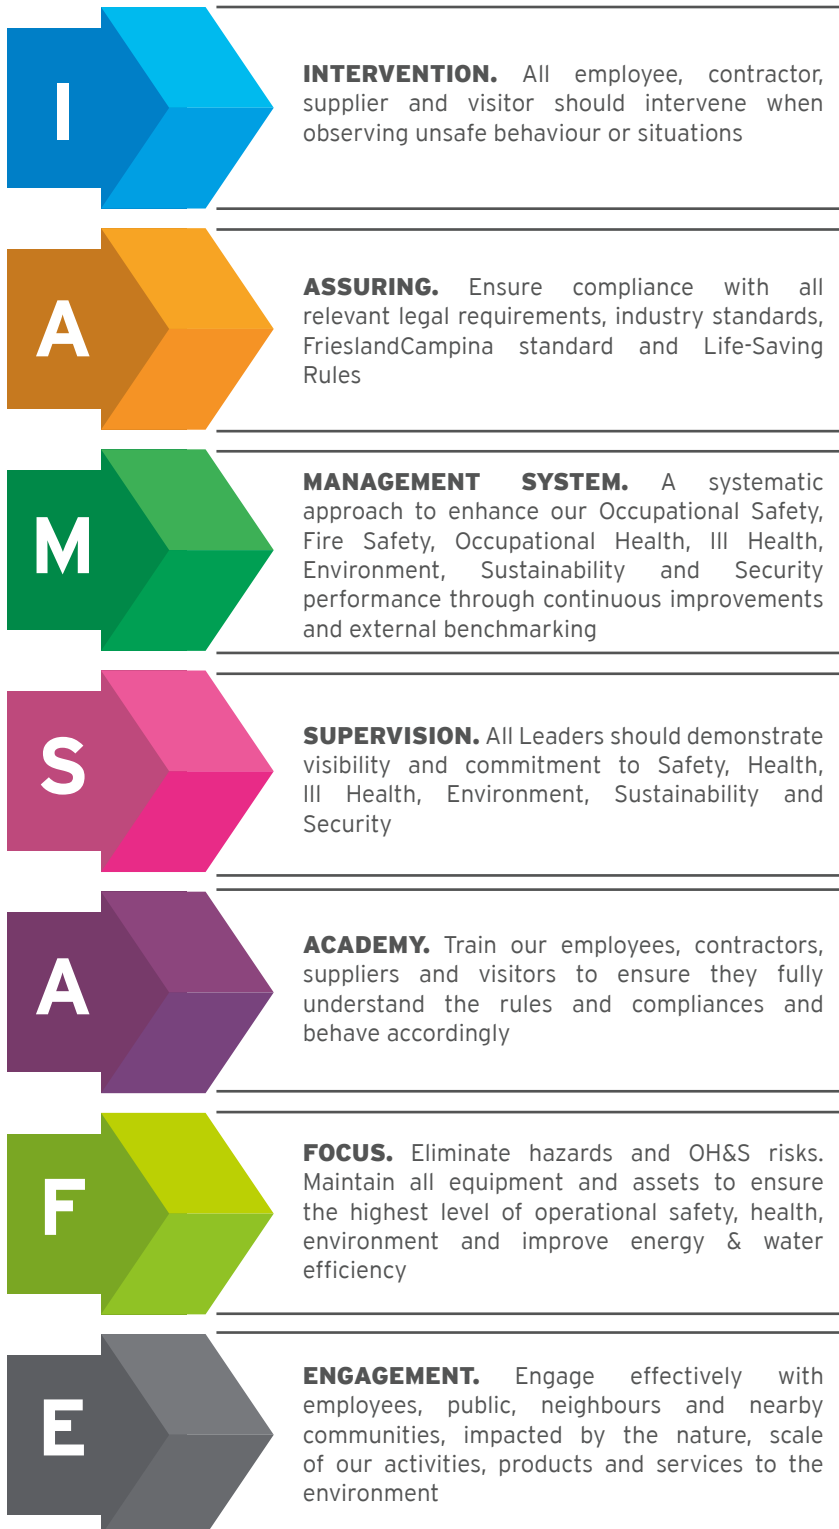 I
INTERVENTION. All employee, contractor,
supplier and visitor should intervene when
observing unsafe behaviour or situations
A
ASSURING. Ensure compliance with all
relevant legal requirements, industry standards,
FrieslandCampina standard and Life-Saving
Rules
M
MANAGEMENT SYSTEM. A systematic
approach to enhance our Occupational Safety,
Fire Safety, Occupational Health, Ill Health,
Environment, Sustainability and Security
performance through continuous improvements
and external benchmarking
S
SUPERVISION. All Leaders should demonstrate
visibility and commitment to Safety, Health,
Ill Health, Environment, Sustainability and
Security
A
ACADEMY. Train our employees, contractors,
suppliers and visitors to ensure they fully
understand the rules and compliances and
behave accordingly
F
FOCUS. Eliminate hazards and OH&S risks.
Maintain all equipment and assets to ensure
the highest level of operational safety, health,
environment and improve energy & water
efficiency
E
ENGAGEMENT. Engage effectively with
employees, public, neighbours and nearby
communities, impacted by the nature, scale
of our activities, products and services to the
environment